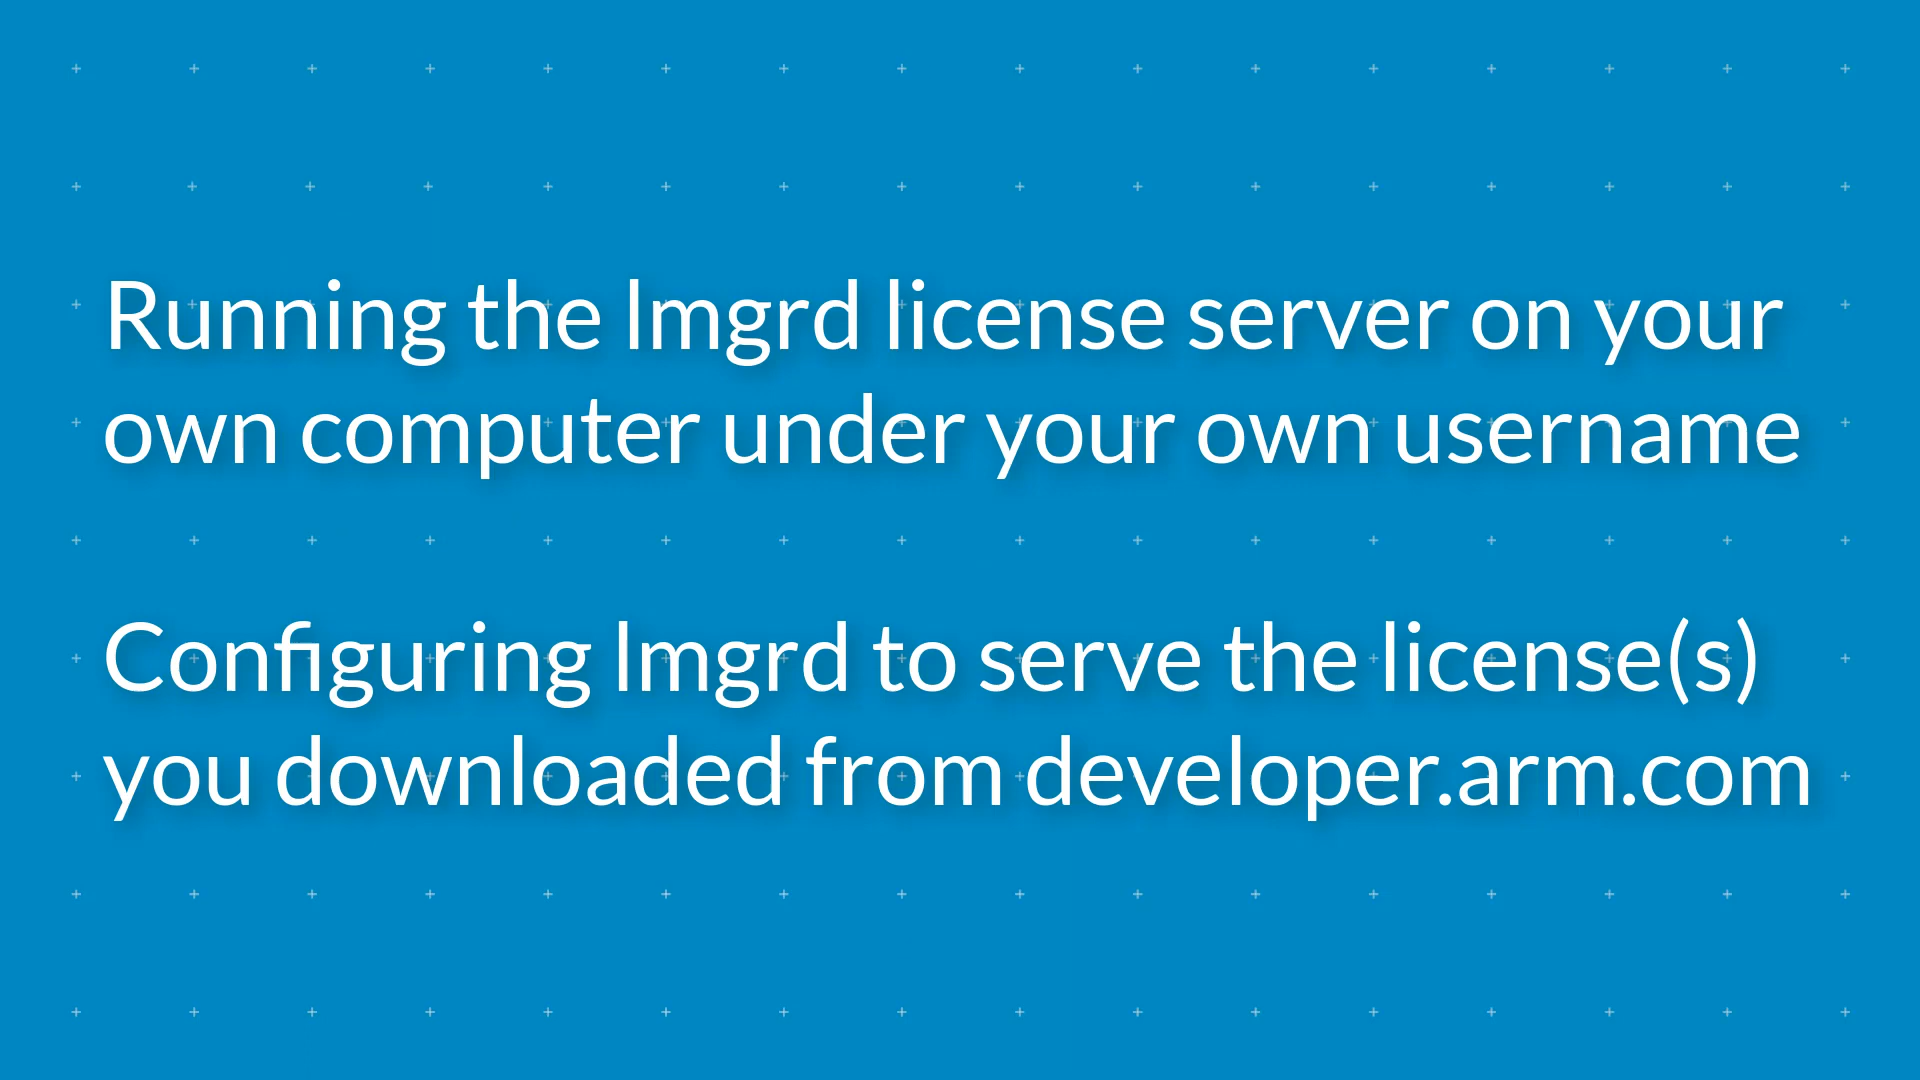 Running the lmgrd license server on your
own computer under your own username
Configuring lmgrd to serve the license(s)
you downloaded from developer.arm.com